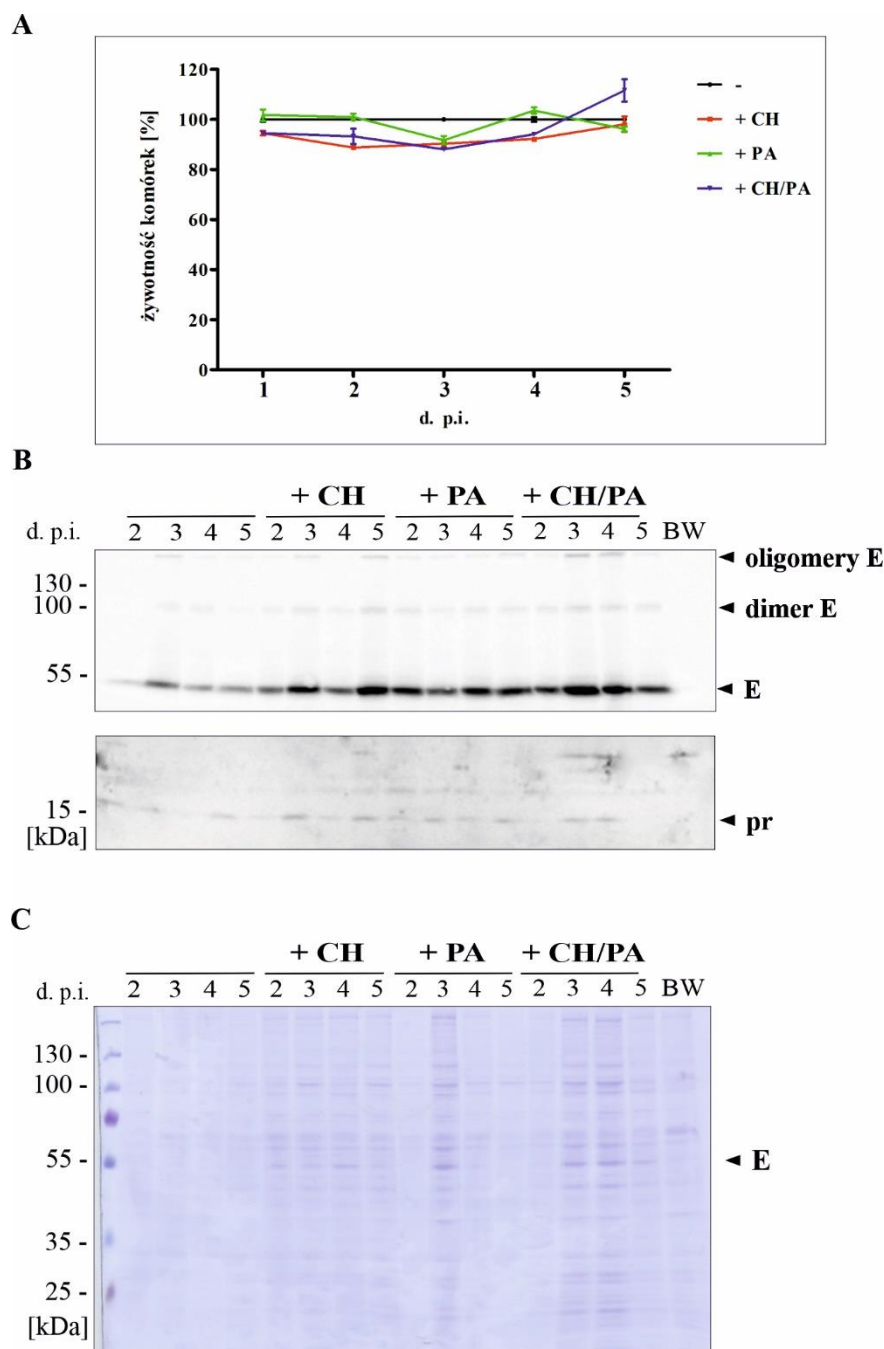 A
120
100
80
60
40
20
0
żywotność komórek [%]
1 2 3 4 5
d. p.i.
-
+ CH
+ PA
+ CH/PA
B
+ CH + PA + CH/PA
d. p.i. 2 3 4 5 2 3 4 5 2 3 4 5 2 3 4 5 BW
oligomery E
130 -
100 - dimer E
55 -
E
15 -
pr
[kDa]
C
+ CH + PA + CH/PA
d. p.i. 2 3 4 5 2 3 4 5 2 3 4 5 2 3 4 5 BW
130 -
100 -
55 - E
35 -
25 -
[kDa]